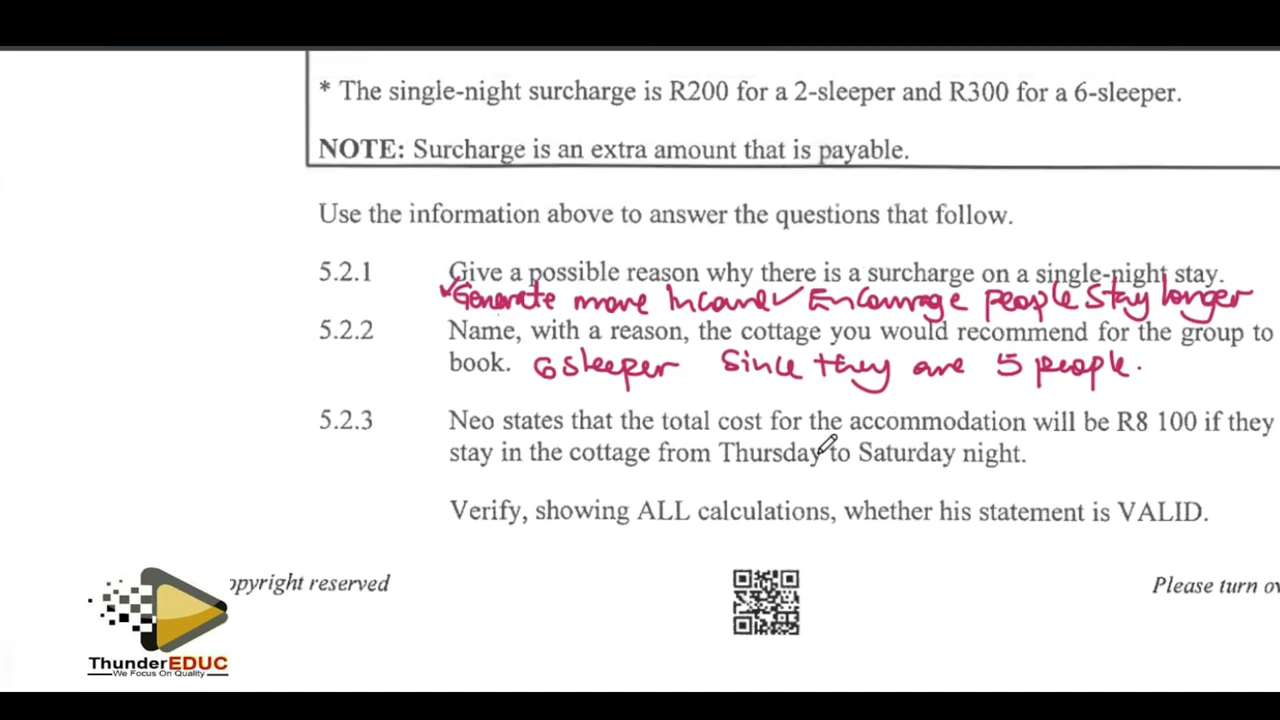 * The single-night surcharge is R200 for a 2-sleeper and R300 for a 6-sleeper.
NOTE: Surcharge is an extra amount that is payable.
Use the information above to answer the questions that follow.
5.2.1 Give a possible reason why there is a surcharge on a single-night stay.
Generate more Income Encourage people Stay longer
5.2.2 Name, with a reason, the cottage you would recommend for the group to
book. 6 sleeper Since they are 5 people.
5.2.3 Neo states that the total cost for the accommodation will be R8 100 if they
stay in the cottage from Thursday to Saturday night.
Verify, showing ALL calculations, whether his statement is VALID.
opyright reserved
Please turn ov
ThunderEDUC
We Focus On Quality